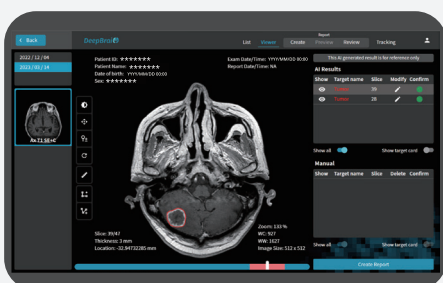 < Back
DeepBroi
List
Viewer
Create
Report
Preview
Review
Tracking
2022 / 12 / 04
2023 / 03 / 14
Ax T1 SE+C
Patient ID: ********
Patient Name: ********
Date of birth: YYYY/MM/DD 00:00
Sex: ********
Exam Date/Time: YYYY/MM/DD 00:00
Report Date/Time: NA
Slice: 39/47
Thickness: 3 mm
Location: -32.94732285 mm
Zoom: 133 %
WC: 927
WW: 1627
Image Size: 512 x 512
This AI generated result is for reference only
AI Results
Show Target name Slice Modify Confirm
39
28
Show all
Show target card
Manual
Show Target name Slice Delete Confirm
Show all
Show target card
Create Report